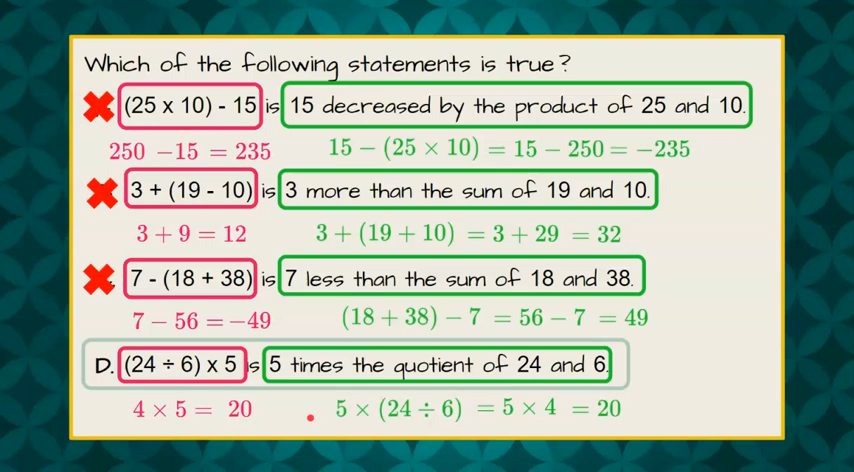 Which of the following statements is true?
(25 x 10) - 15 is 15 decreased by the product of 25 and 10.
250 − 15 = 235 15 − (25 × 10) = 15 − 250 = −235
3 + (19 - 10) is 3 more than the sum of 19 and 10.
3 + 9 = 12 3 + (19 + 10) = 3 + 29 = 32
7 - (18 + 38) is 7 less than the sum of 18 and 38.
7 − 56 = −49 (18 + 38) − 7 = 56 − 7 = 49
D. (24 ÷ 6) x 5 is 5 times the quotient of 24 and 6.
4 × 5 = 20 5 × (24 ÷ 6) = 5 × 4 = 20